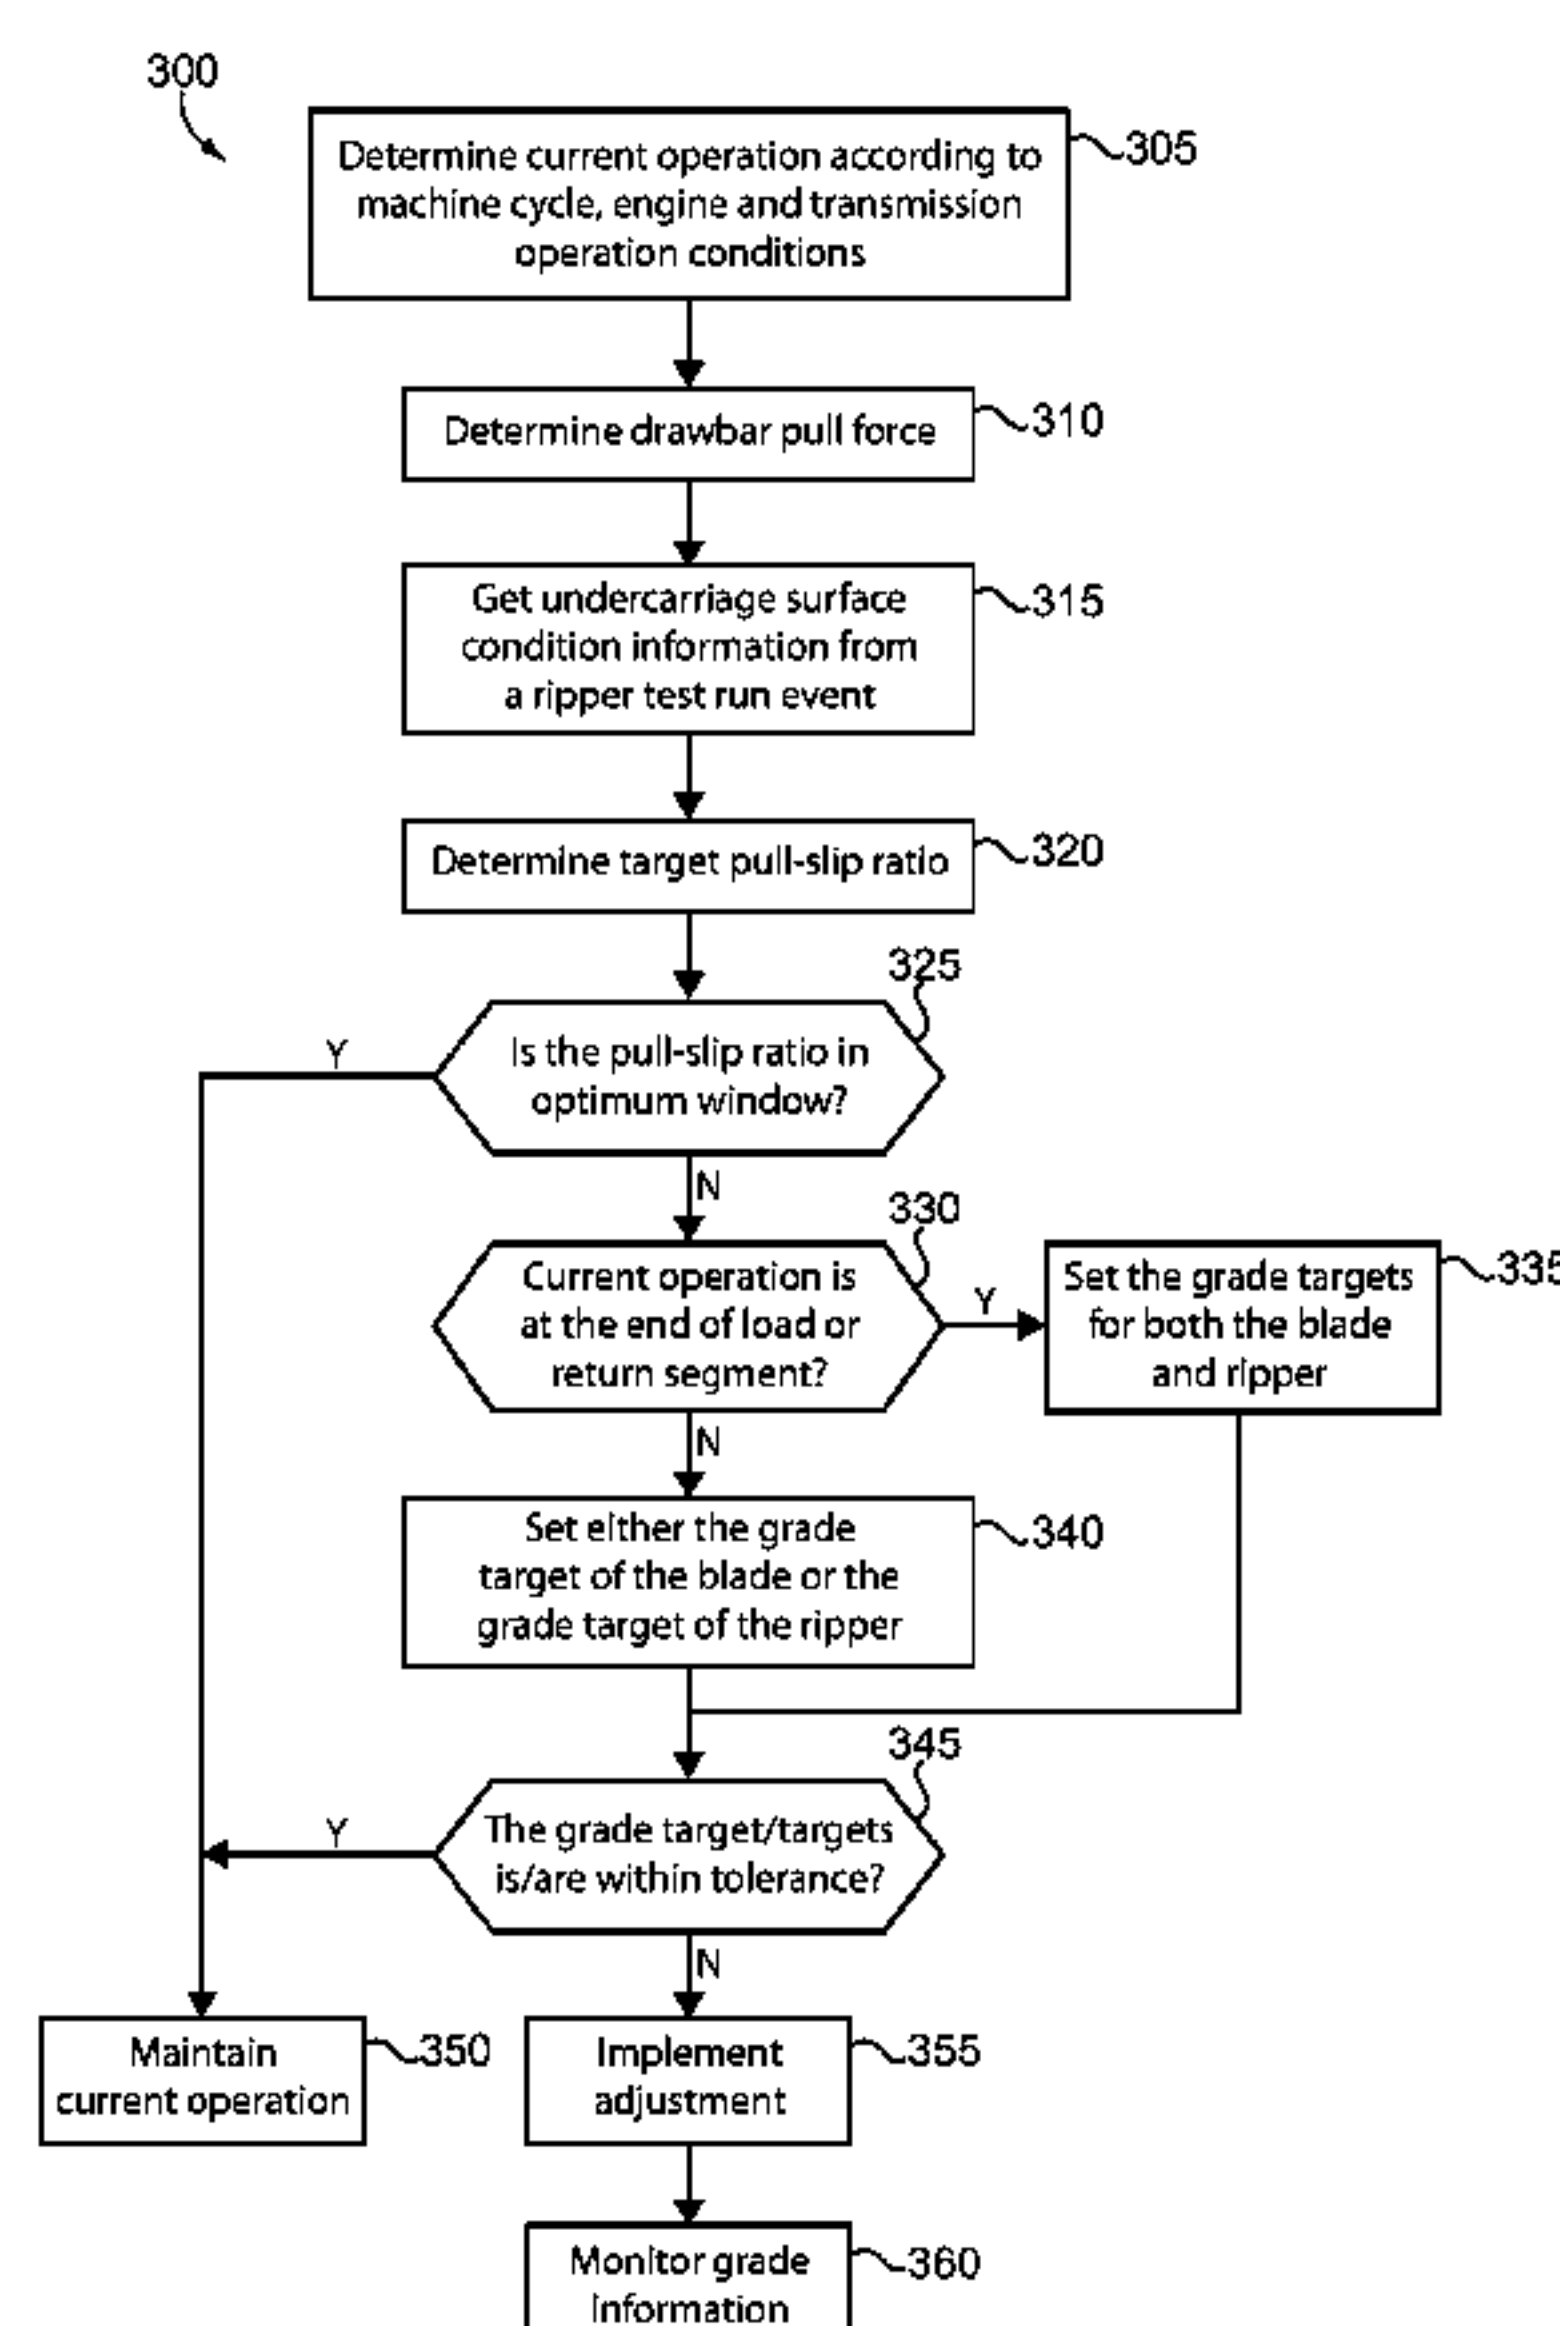 300
Determine current operation according to
machine cycle, engine and transmission
operation conditions
305
Determine drawbar pull force
310
Get undercarriage surface
condition information from
a ripper test run event
315
Determine target pull-slip ratio
320
325
Is the pull-slip ratio in
optimum window?
Y
N
330
Current operation is
at the end of load or
return segment?
Y
Set the grade targets
for both the blade
and ripper
335
N
Set either the grade
target of the blade or the
grade target of the ripper
340
345
The grade target/targets
is/are within tolerance?
Y
N
Maintain
current operation
350
Implement
adjustment
355
Monitor grade
information
360